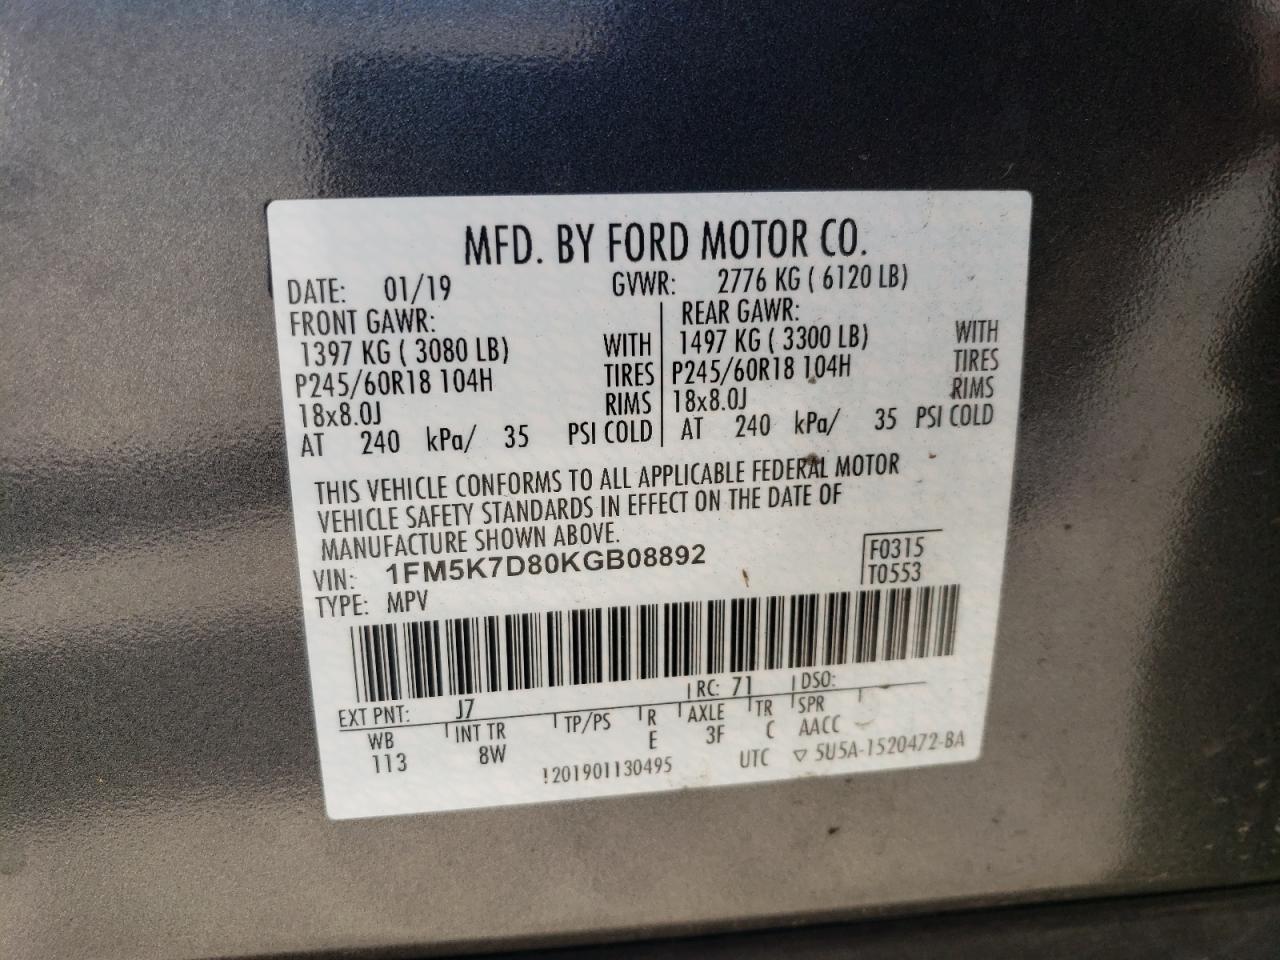 MFD. BY FORD MOTOR CO.
DATE: 01/19 GVWR: 2776 KG ( 6120 LB)
FRONT GAWR: REAR GAWR:
1397 KG ( 3080 LB) WITH 1497 KG ( 3300 LB) WITH
P245/60R18 104H TIRES P245/60R18 104H TIRES
18x8.0J RIMS 18x8.0J RIMS
AT 240 kPa/ 35 PSI COLD AT 240 kPa/ 35 PSI COLD
THIS VEHICLE CONFORMS TO ALL APPLICABLE FEDERAL MOTOR
VEHICLE SAFETY STANDARDS IN EFFECT ON THE DATE OF
MANUFACTURE SHOWN ABOVE.
VIN: 1FM5K7D80KGB08892 F0315
TYPE: MPV T0553
EXT PNT: J7 RC: 71 DSO:
WB INT TR TP/PS R AXLE TR SPR
113 8W E 3F C AACC
!201901130495 UTC ▽ 5U5A-1520472-BA